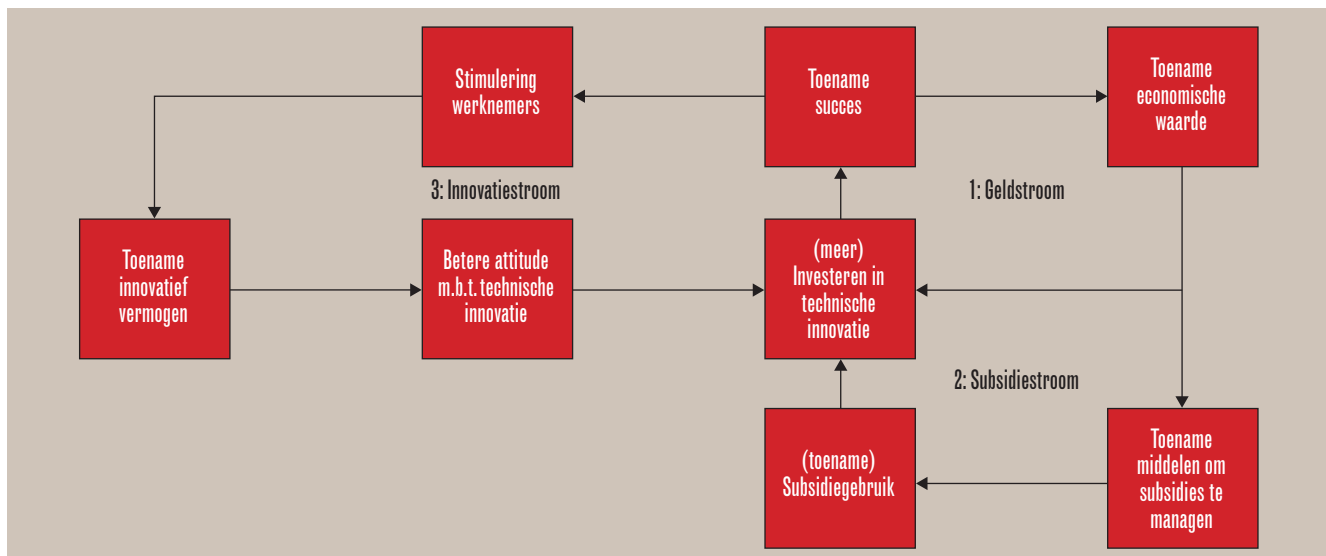 Stimulering
werknemers
Toename
succes
Toename
economische
waarde
3: Innovatiestroom
1: Geldstroom
Toename
innovatief
vermogen
Betere attitude
m.b.t. technische
innovatie
(meer)
Investeren in
technische
innovatie
2: Subsidiestroom
(toename)
Subsidiegebruik
Toename
middelen om
subsidies te
managen